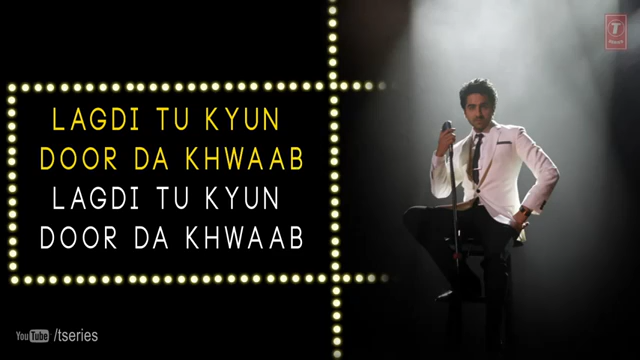 LAGDI TU KYUN
DOOR DA KHWAAB
LAGDI TU KYUN
DOOR DA KHWAAB
YouTube /tseries
T